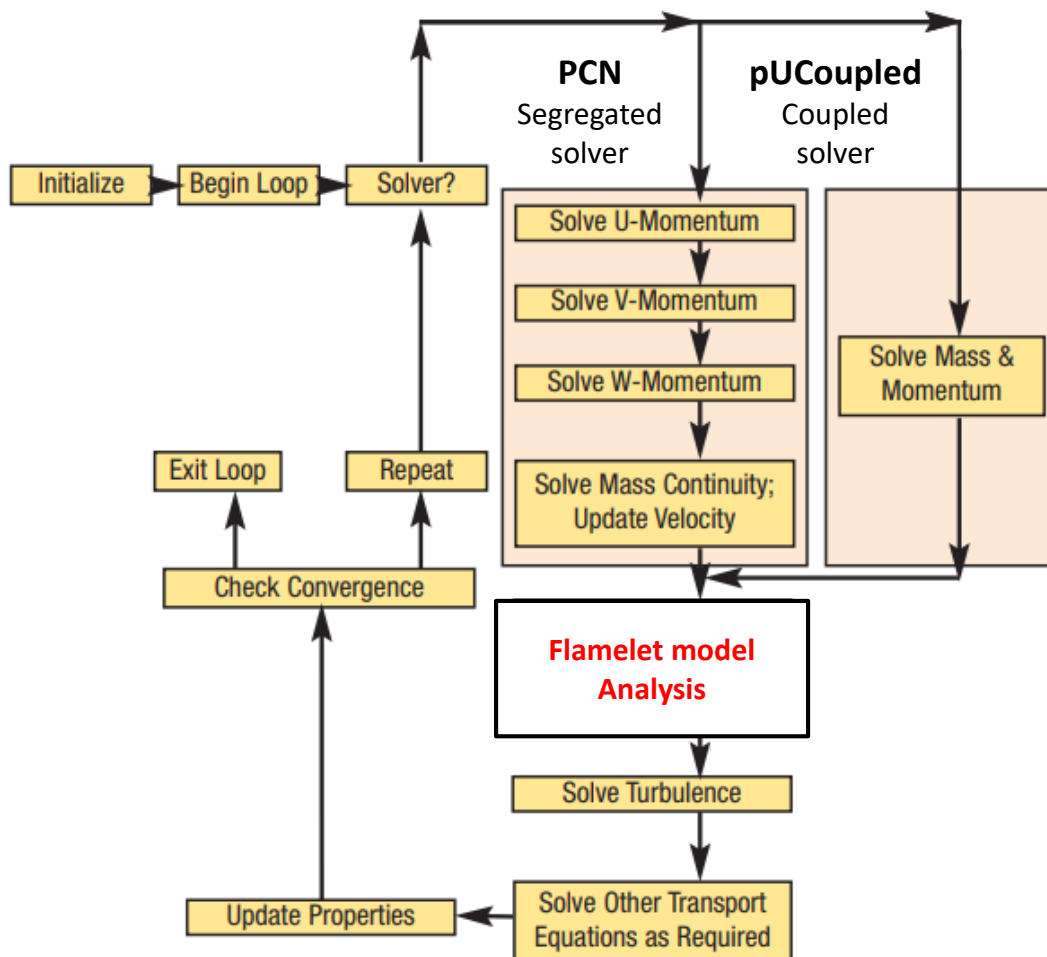 PCN
Segregated
solver
pUCoupled
Coupled
solver
Initialize
Begin Loop
Solver?
Solve U-Momentum
Solve V-Momentum
Solve W-Momentum
Solve Mass Continuity;
Update Velocity
Solve Mass &
Momentum
Exit Loop
Repeat
Check Convergence
Flamelet model
Analysis
Solve Turbulence
Solve Other Transport
Equations as Required
Update Properties